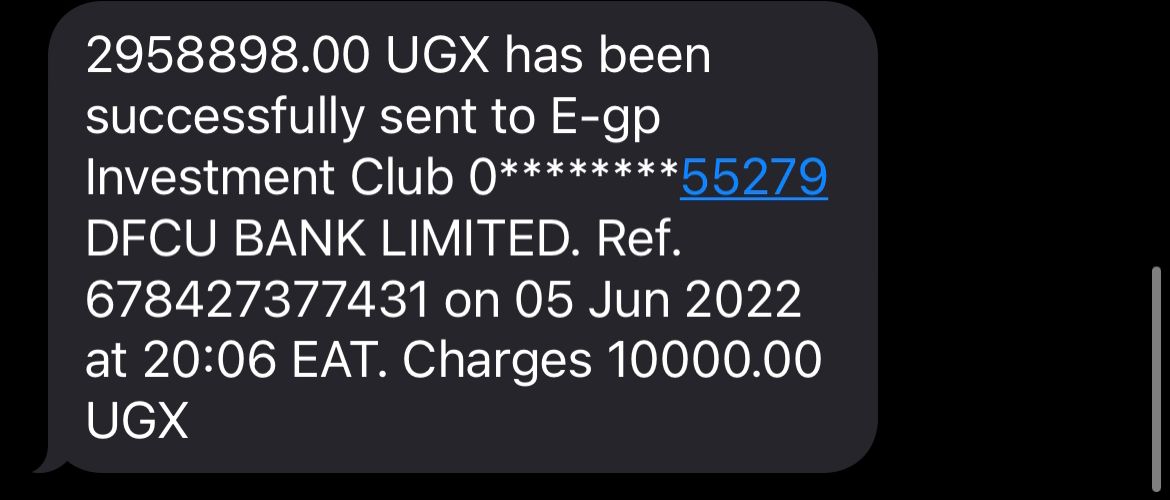 2958898.00 UGX has been
successfully sent to E-gp
Investment Club 0********55279
DFCU BANK LIMITED. Ref.
678427377431 on 05 Jun 2022
at 20:06 EAT. Charges 10000.00
UGX